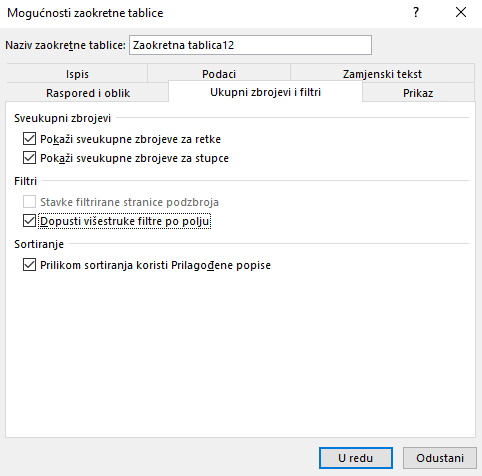 Mogućnosti zaokretne tablice
Naziv zaokretne tablice: Zaokretna tablica12
Ispis Podaci Zamjenski tekst
Raspored i oblik Ukupni zbrojevi i filtri Prikaz
Sveukupni zbrojevi
Pokaži sveukupne zbrojeve za retke
Pokaži sveukupne zbrojeve za stupce
Filtri
Stavke filtrirane stranice podzbroja
Dopusti višestruke filtre po polju
Sortiranje
Prilikom sortiranja koristi Prilagođene popise
U redu Odustani